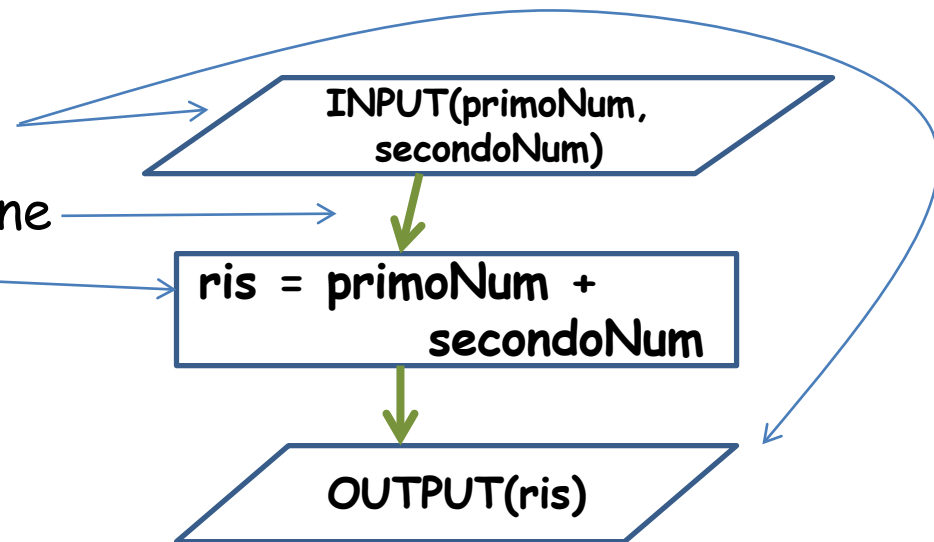 INPUT(primoNum,
secondoNum)
ne
ris = primoNum +
secondoNum
OUTPUT(ris)